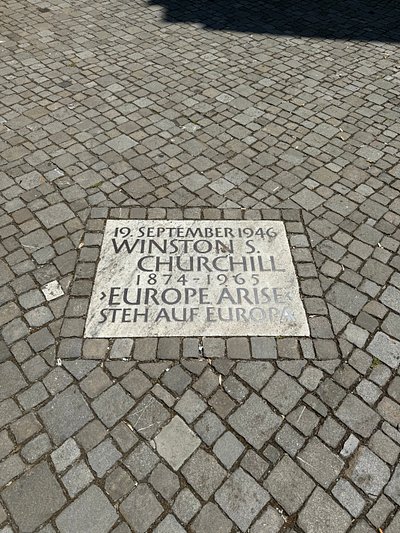 19. SEPTEMBER 1946
WINSTON S.
CHURCHILL
1874-1965
›EUROPE ARISE‹
STEH AUF EUROPA